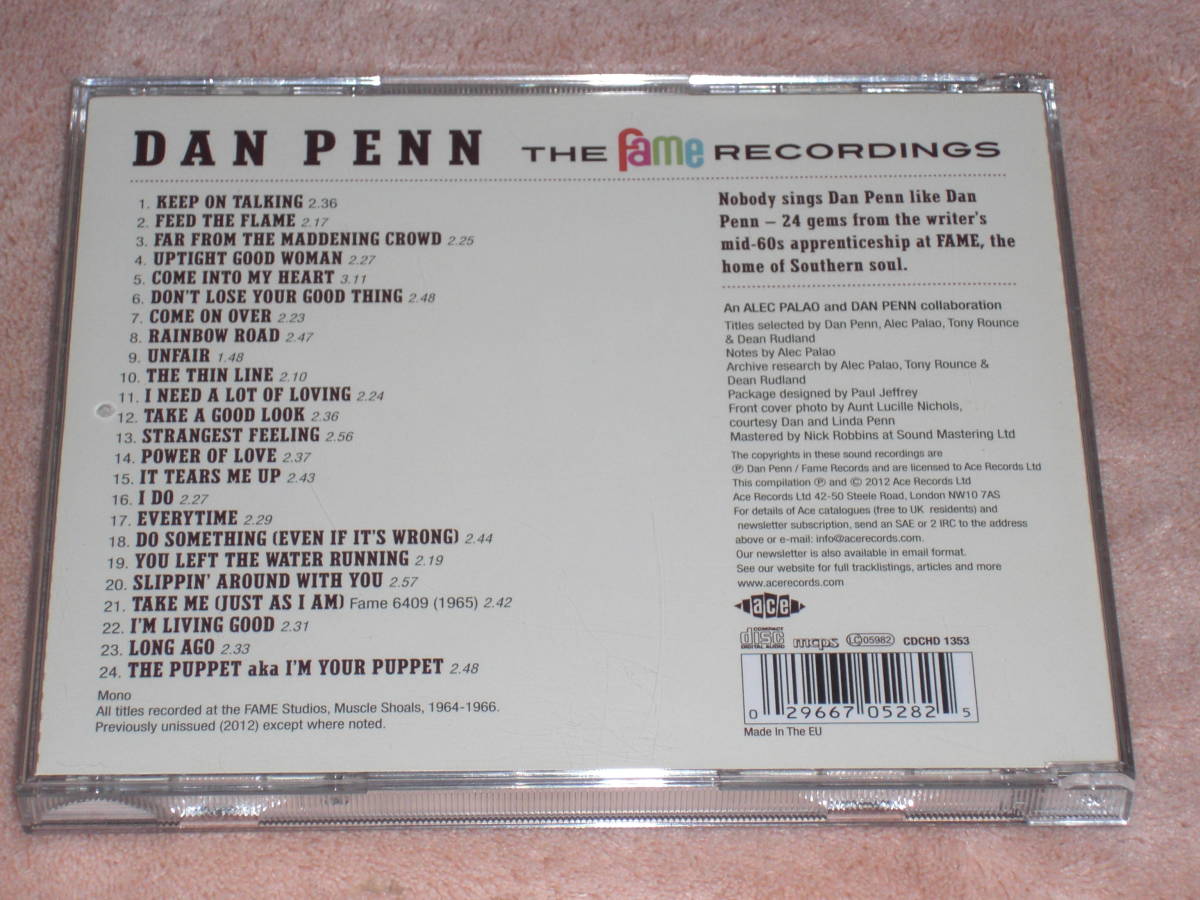 DAN PENN THE fame RECORDINGS
1. KEEP ON TALKING 2.36
2. FEED THE FLAME 2.17
3. FAR FROM THE MADDENING CROWD 2.25
4. UPTIGHT GOOD WOMAN 2.27
5. COME INTO MY HEART 3.11
6. DON'T LOSE YOUR GOOD THING 2.48
7. COME ON OVER 2.23
8. RAINBOW ROAD 2.47
9. UNFAIR 1.48
10. THE THIN LINE 2.10
11. I NEED A LOT OF LOVING 2.24
12. TAKE A GOOD LOOK 2.36
13. STRANGEST FEELING 2.56
14. POWER OF LOVE 2.37
15. IT TEARS ME UP 2.43
16. I DO 2.27
17. EVERYTIME 2.29
18. DO SOMETHING (EVEN IF IT'S WRONG) 2.44
19. YOU LEFT THE WATER RUNNING 2.19
20. SLIPPIN' AROUND WITH YOU 2.57
21. TAKE ME (JUST AS I AM) Fame 6409 (1965) 2.42
22. I'M LIVING GOOD 2.31
23. LONG AGO 2.33
24. THE PUPPET aka I'M YOUR PUPPET 2.48
Mono
All titles recorded at the FAME Studios, Muscle Shoals, 1964-1966.
Previously unissued (2012) except where noted.
Nobody sings Dan Penn like Dan
Penn – 24 gems from the writer's
mid-60s apprenticeship at FAME, the
home of Southern soul.
An ALEC PALAO and DAN PENN collaboration
Titles selected by Dan Penn, Alec Palao, Tony Rounce
& Dean Rudland
Notes by Alec Palao
Archive research by Alec Palao, Tony Rounce &
Dean Rudland
Package designed by Paul Jeffrey
Front cover photo by Aunt Lucille Nichols,
courtesy Dan and Linda Penn
Mastered by Nick Robbins at Sound Mastering Ltd
The copyrights in these sound recordings are
℗ Dan Penn / Fame Records and are licensed to Ace Records Ltd
This compilation ℗ and © 2012 Ace Records Ltd
Ace Records Ltd 42-50 Steele Road, London NW10 7AS
For details of Ace catalogues (free to UK residents) and
newsletter subscription, send an SAE or 2 IRC to the address
above or e-mail: info@acerecords.com.
Our newsletter is also available in email format.
See our website for full tracklistings, articles and more
www.acerecords.com
ace
COMPACT disc DIGITAL AUDIO mcps LC05982 CDCHD 1353
0 29667 05282 5
Made In The EU